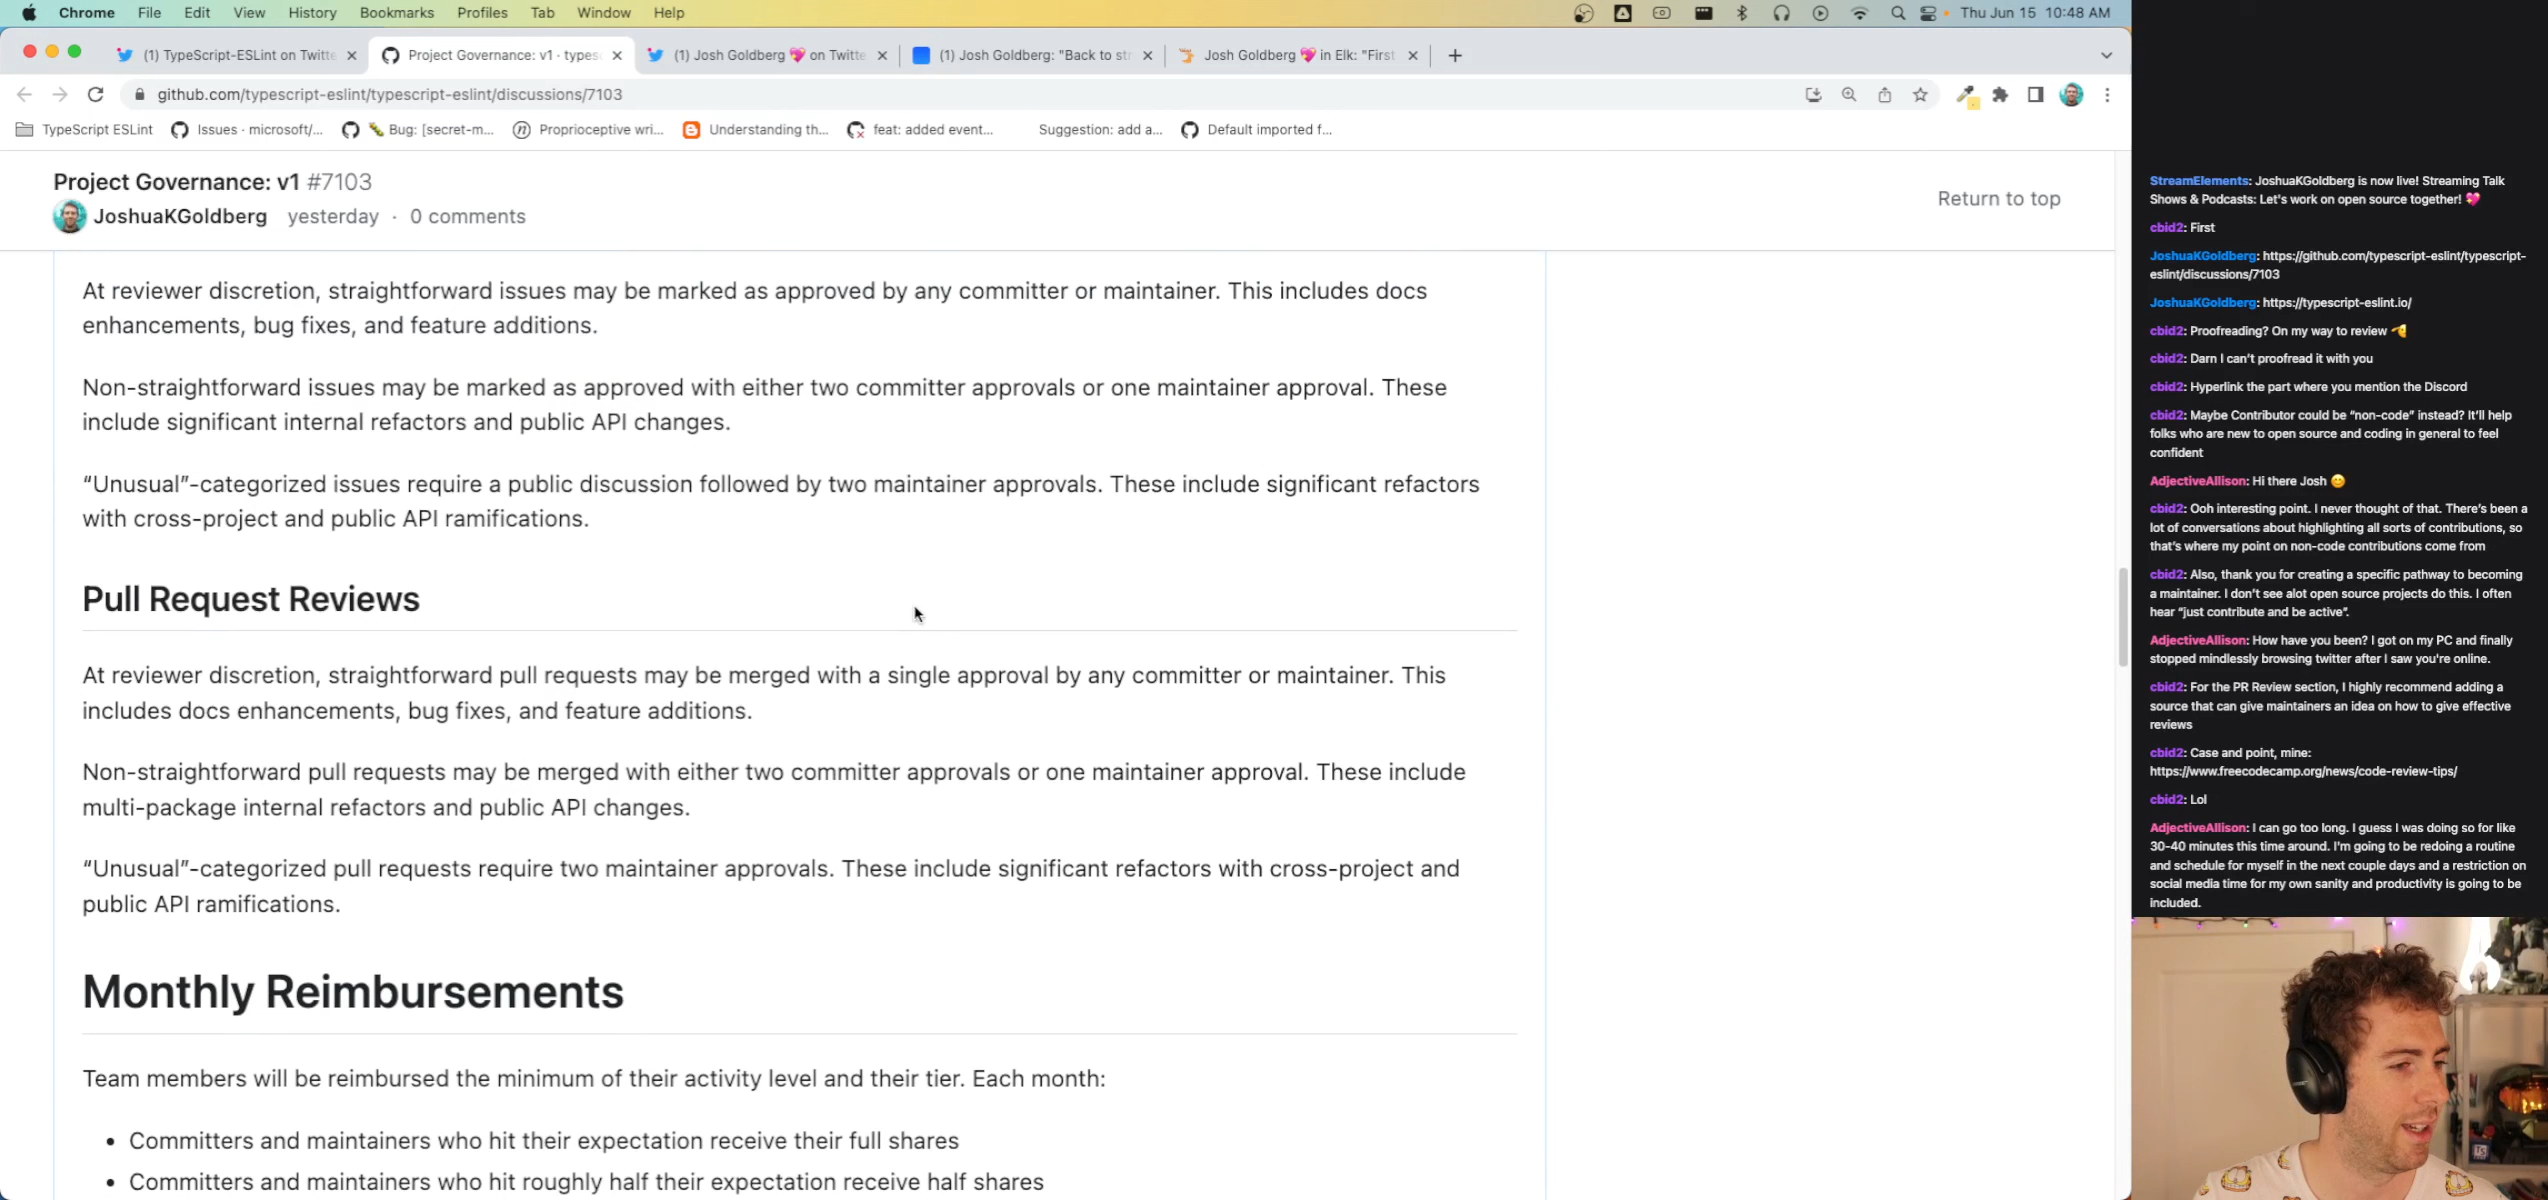 Chrome File Edit View History Bookmarks Profiles Tab Window Help Thu Jun 15 10:48 AM
(1) TypeScript-ESLint on Twitte
Project Governance: v1 · types
(1) Josh Goldberg 💖 on Twitte
(1) Josh Goldberg: "Back to str
Josh Goldberg 💖 in Elk: "First
github.com/typescript-eslint/typescript-eslint/discussions/7103
TypeScript ESLint
Issues · microsoft/...
🐛 Bug: [secret-m...
Proprioceptive wri...
Understanding th...
feat: added event...
Suggestion: add a...
Default imported f...
Project Governance: v1 #7103
JoshuaKGoldberg yesterday · 0 comments
Return to top
At reviewer discretion, straightforward issues may be marked as approved by any committer or maintainer. This includes docs
enhancements, bug fixes, and feature additions.
Non-straightforward issues may be marked as approved with either two committer approvals or one maintainer approval. These
include significant internal refactors and public API changes.
“Unusual”-categorized issues require a public discussion followed by two maintainer approvals. These include significant refactors
with cross-project and public API ramifications.
Pull Request Reviews
At reviewer discretion, straightforward pull requests may be merged with a single approval by any committer or maintainer. This
includes docs enhancements, bug fixes, and feature additions.
Non-straightforward pull requests may be merged with either two committer approvals or one maintainer approval. These include
multi-package internal refactors and public API changes.
“Unusual”-categorized pull requests require two maintainer approvals. These include significant refactors with cross-project and
public API ramifications.
Monthly Reimbursements
Team members will be reimbursed the minimum of their activity level and their tier. Each month:
• Committers and maintainers who hit their expectation receive their full shares
• Committers and maintainers who hit roughly half their expectation receive half shares
StreamElements: JoshuaKGoldberg is now live! Streaming Talk
Shows & Podcasts: Let's work on open source together! 💖
cbid2: First
JoshuaKGoldberg: https://github.com/typescript-eslint/typescript-
eslint/discussions/7103
JoshuaKGoldberg: https://typescript-eslint.io/
cbid2: Proofreading? On my way to review 🫡
cbid2: Darn I can’t proofread it with you
cbid2: Hyperlink the part where you mention the Discord
cbid2: Maybe Contributor could be “non-code” instead? It’ll help
folks who are new to open source and coding in general to feel
confident
AdjectiveAllison: Hi there Josh 😊
cbid2: Ooh interesting point. I never thought of that. There’s been a
lot of conversations about highlighting all sorts of contributions, so
that’s where my point on non-code contributions come from
cbid2: Also, thank you for creating a specific pathway to becoming
a maintainer. I don’t see alot open source projects do this. I often
hear “just contribute and be active”.
AdjectiveAllison: How have you been? I got on my PC and finally
stopped mindlessly browsing twitter after I saw you're online.
cbid2: For the PR Review section, I highly recommend adding a
source that can give maintainers an idea on how to give effective
reviews
cbid2: Case and point, mine:
https://www.freecodecamp.org/news/code-review-tips/
cbid2: Lol
AdjectiveAllison: I can go too long. I guess I was doing so for like
30-40 minutes this time around. I'm going to be redoing a routine
and schedule for myself in the next couple days and a restriction on
social media time for my own sanity and productivity is going to be
included.